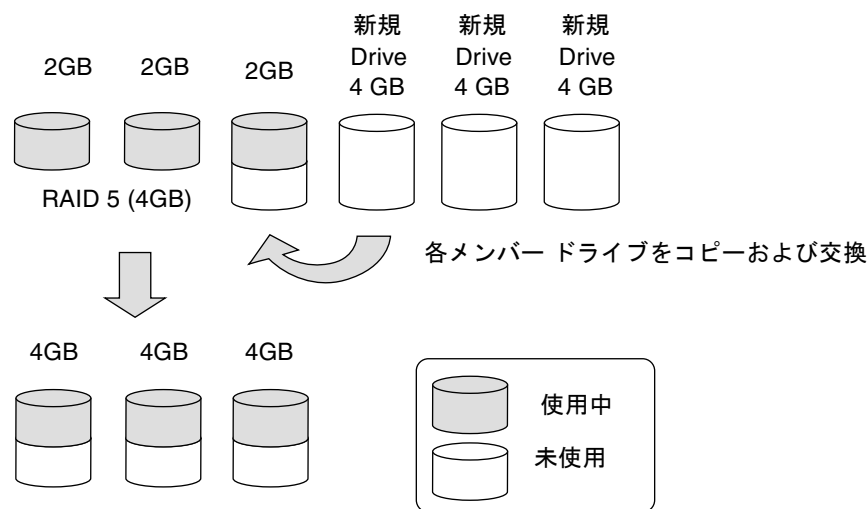 新規
Drive
4 GB
新規
Drive
4 GB
新規
Drive
4 GB
2GB
2GB
2GB
RAID 5 (4GB)
各メンバー ドライブをコピーおよび交換
4GB
4GB
4GB
使用中
未使用